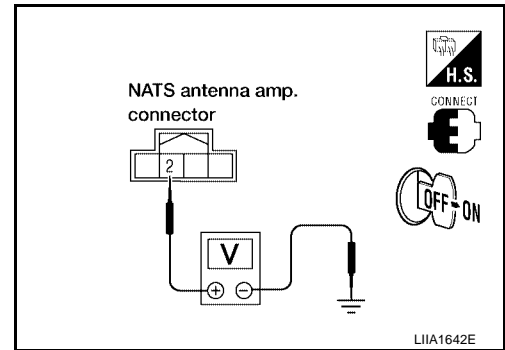 H.S.
NATS antenna amp.
connector
CONNECT
2
OFF ON
V
+ −
LIIA1642E